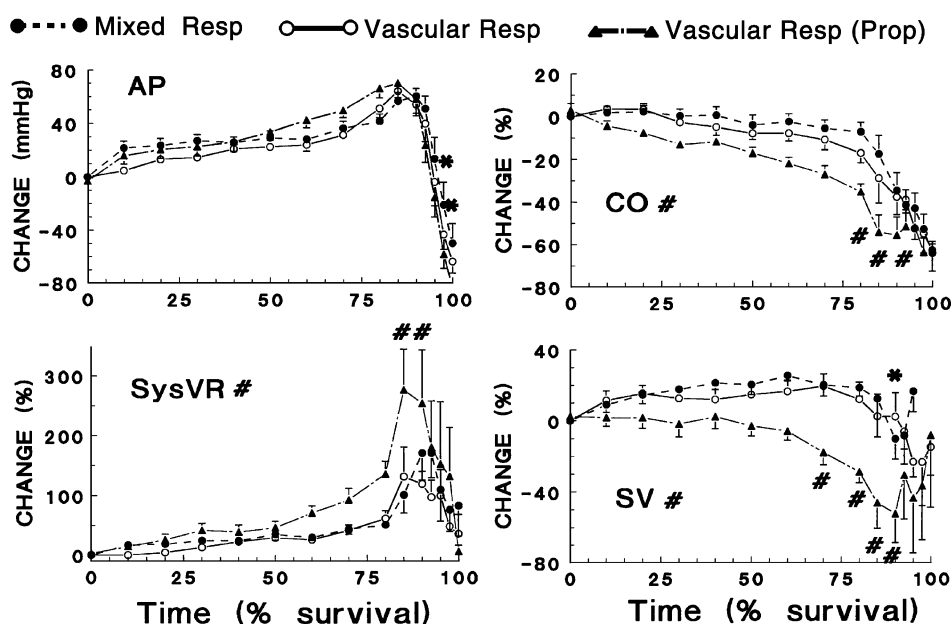 Mixed Resp Vascular Resp Vascular Resp (Prop)
AP
CHANGE (mmHg)
80
40
0
-40
-80
*
*
0 25 50 75 100
CO #
CHANGE (%)
20
0
-20
-40
-60
-80
# # #
0 25 50 75 100
SysVR #
CHANGE (%)
300
200
100
0
# #
0 25 50 75 100
Time (% survival)
SV #
CHANGE (%)
40
0
-40
-80
*
# # # #
0 25 50 75 100
Time (% survival)